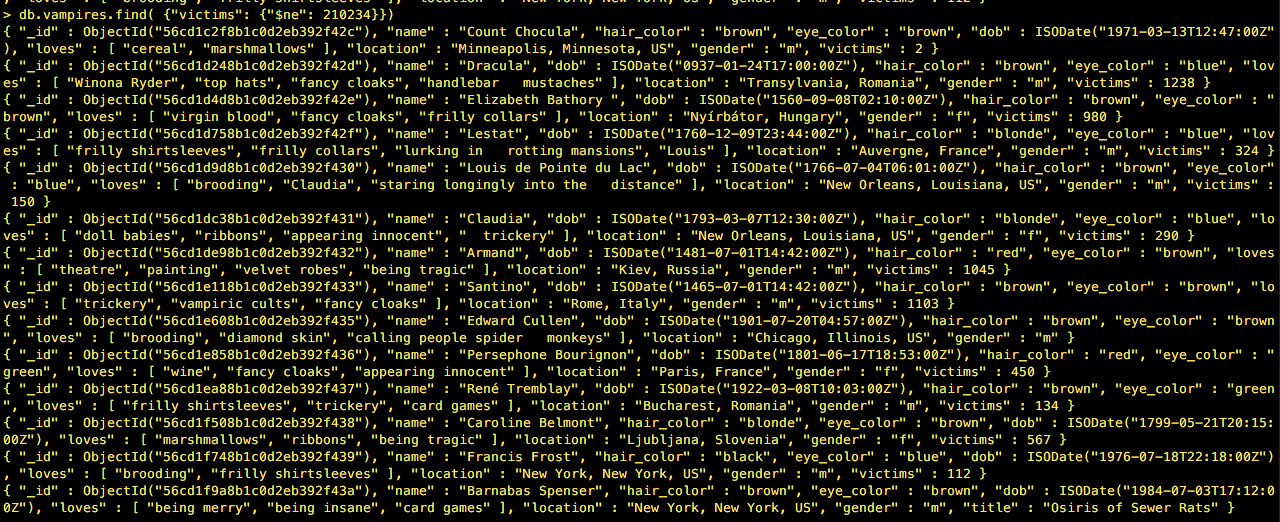 , "loves" : [ "brooding", "frilly shirtsleeves" ], "location" : "New York, New York, US", "gender" : "m", "victims" : 112 }
> db.vampires.find( {"victims": {"$ne": 210234}})
{ "_id" : ObjectId("56cd1c2f8b1c0d2eb392f42c"), "name" : "Count Chocula", "hair_color" : "brown", "eye_color" : "brown", "dob" : ISODate("1971-03-13T12:47:00Z"
), "loves" : [ "cereal", "marshmallows" ], "location" : "Minneapolis, Minnesota, US", "gender" : "m", "victims" : 2 }
{ "_id" : ObjectId("56cd1d248b1c0d2eb392f42d"), "name" : "Dracula", "dob" : ISODate("0937-01-24T17:00:00Z"), "hair_color" : "brown", "eye_color" : "blue", "lov
es" : [ "Winona Ryder", "top hats", "fancy cloaks", "handlebar   mustaches" ], "location" : "Transylvania, Romania", "gender" : "m", "victims" : 1238 }
{ "_id" : ObjectId("56cd1d4d8b1c0d2eb392f42e"), "name" : "Elizabeth Bathory ", "dob" : ISODate("1560-09-08T02:10:00Z"), "hair_color" : "brown", "eye_color" : "
brown", "loves" : [ "virgin blood", "fancy cloaks", "frilly collars" ], "location" : "Nyírbátor, Hungary", "gender" : "f", "victims" : 980 }
{ "_id" : ObjectId("56cd1d758b1c0d2eb392f42f"), "name" : "Lestat", "dob" : ISODate("1760-12-09T23:44:00Z"), "hair_color" : "blonde", "eye_color" : "blue", "lov
es" : [ "frilly shirtsleeves", "frilly collars", "lurking in   rotting mansions", "Louis" ], "location" : "Auvergne, France", "gender" : "m", "victims" : 324 }
{ "_id" : ObjectId("56cd1d9d8b1c0d2eb392f430"), "name" : "Louis de Pointe du Lac", "dob" : ISODate("1766-07-04T06:01:00Z"), "hair_color" : "brown", "eye_color"
 : "blue", "loves" : [ "brooding", "Claudia", "staring longingly into the   distance" ], "location" : "New Orleans, Louisiana, US", "gender" : "m", "victims" :
 150 }
{ "_id" : ObjectId("56cd1dc38b1c0d2eb392f431"), "name" : "Claudia", "dob" : ISODate("1793-03-07T12:30:00Z"), "hair_color" : "blonde", "eye_color" : "blue", "lo
ves" : [ "doll babies", "ribbons", "appearing innocent", "  trickery" ], "location" : "New Orleans, Louisiana, US", "gender" : "f", "victims" : 290 }
{ "_id" : ObjectId("56cd1de98b1c0d2eb392f432"), "name" : "Armand", "dob" : ISODate("1481-07-01T14:42:00Z"), "hair_color" : "red", "eye_color" : "brown", "loves
" : [ "theatre", "painting", "velvet robes", "being tragic" ], "location" : "Kiev, Russia", "gender" : "m", "victims" : 1045 }
{ "_id" : ObjectId("56cd1e118b1c0d2eb392f433"), "name" : "Santino", "dob" : ISODate("1465-07-01T14:42:00Z"), "hair_color" : "brown", "eye_color" : "brown", "lo
ves" : [ "trickery", "vampiric cults", "fancy cloaks" ], "location" : "Rome, Italy", "gender" : "m", "victims" : 1103 }
{ "_id" : ObjectId("56cd1e608b1c0d2eb392f435"), "name" : "Edward Cullen", "dob" : ISODate("1901-07-20T04:57:00Z"), "hair_color" : "brown", "eye_color" : "brown
", "loves" : [ "brooding", "diamond skin", "calling people spider   monkeys" ], "location" : "Chicago, Illinois, US", "gender" : "m" }
{ "_id" : ObjectId("56cd1e858b1c0d2eb392f436"), "name" : "Persephone Bourignon", "dob" : ISODate("1801-06-17T18:53:00Z"), "hair_color" : "red", "eye_color" : "
green", "loves" : [ "wine", "fancy cloaks", "appearing innocent" ], "location" : "Paris, France", "gender" : "f", "victims" : 450 }
{ "_id" : ObjectId("56cd1ea88b1c0d2eb392f437"), "name" : "René Tremblay", "dob" : ISODate("1922-03-08T10:03:00Z"), "hair_color" : "brown", "eye_color" : "green
", "loves" : [ "frilly shirtsleeves", "trickery", "card games" ], "location" : "Bucharest, Romania", "gender" : "m", "victims" : 134 }
{ "_id" : ObjectId("56cd1f508b1c0d2eb392f438"), "name" : "Caroline Belmont", "hair_color" : "blonde", "eye_color" : "brown", "dob" : ISODate("1799-05-21T20:15:
00Z"), "loves" : [ "marshmallows", "ribbons", "being tragic" ], "location" : "Ljubljana, Slovenia", "gender" : "f", "victims" : 567 }
{ "_id" : ObjectId("56cd1f748b1c0d2eb392f439"), "name" : "Francis Frost", "hair_color" : "black", "eye_color" : "blue", "dob" : ISODate("1976-07-18T22:18:00Z")
, "loves" : [ "brooding", "frilly shirtsleeves" ], "location" : "New York, New York, US", "gender" : "m", "victims" : 112 }
{ "_id" : ObjectId("56cd1f9a8b1c0d2eb392f43a"), "name" : "Barnabas Spenser", "hair_color" : "brown", "eye_color" : "brown", "dob" : ISODate("1984-07-03T17:12:0
0Z"), "loves" : [ "being merry", "being insane", "card games" ], "location" : "New York, New York, US", "gender" : "m", "title" : "Osiris of Sewer Rats" }